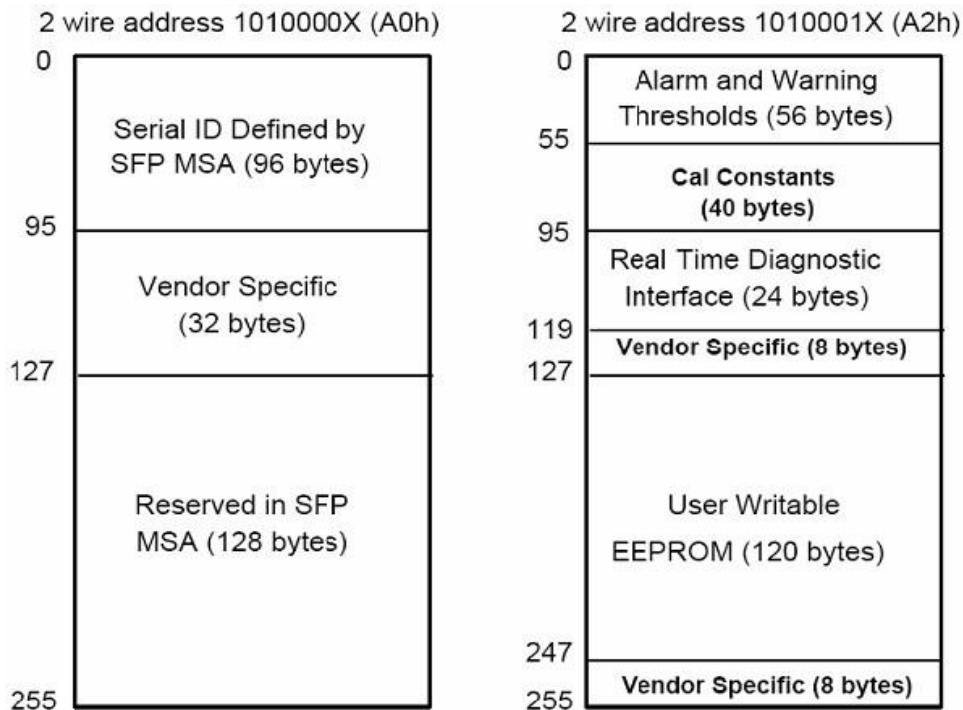 2 wire address 1010000X (A0h)
0
Serial ID Defined by
SFP MSA (96 bytes)
95
Vendor Specific
(32 bytes)
127
Reserved in SFP
MSA (128 bytes)
255
2 wire address 1010001X (A2h)
0
Alarm and Warning
Thresholds (56 bytes)
55
Cal Constants
(40 bytes)
95
Real Time Diagnostic
Interface (24 bytes)
119
Vendor Specific (8 bytes)
127
User Writable
EEPROM (120 bytes)
247
Vendor Specific (8 bytes)
255